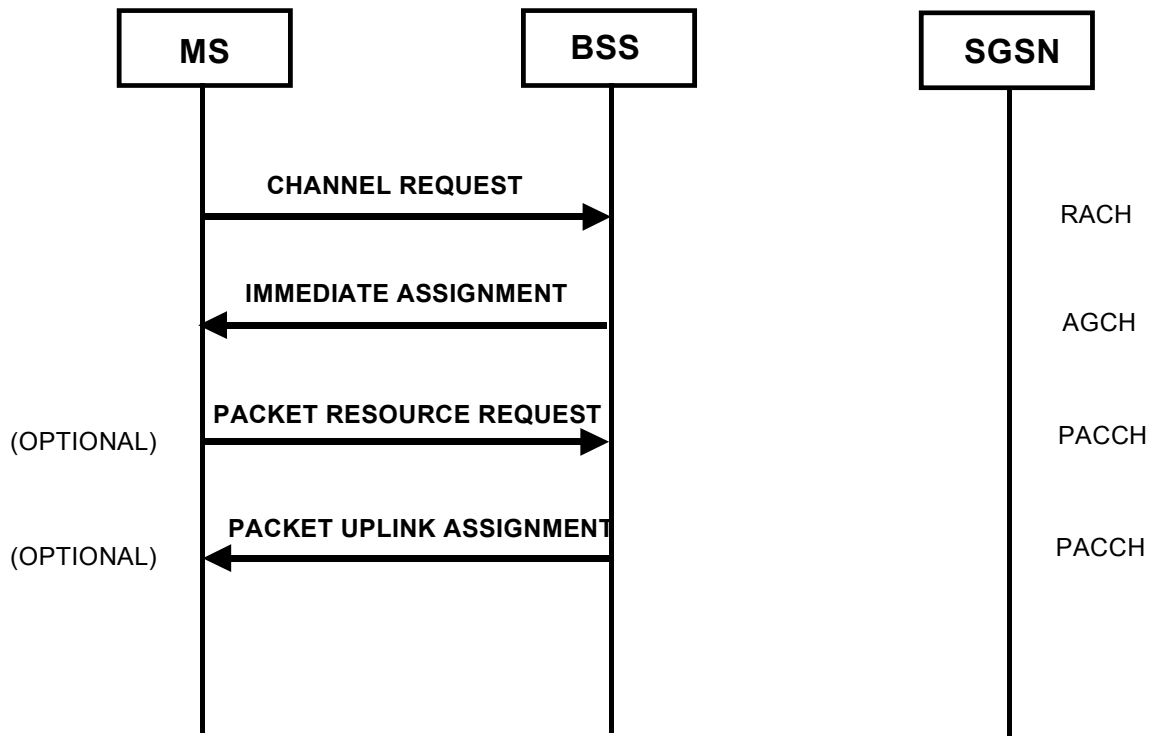 MS
BSS
SGSN
CHANNEL REQUEST
RACH
IMMEDIATE ASSIGNMENT
AGCH
(OPTIONAL)
PACKET RESOURCE REQUEST
PACCH
(OPTIONAL)
PACKET UPLINK ASSIGNMENT
PACCH